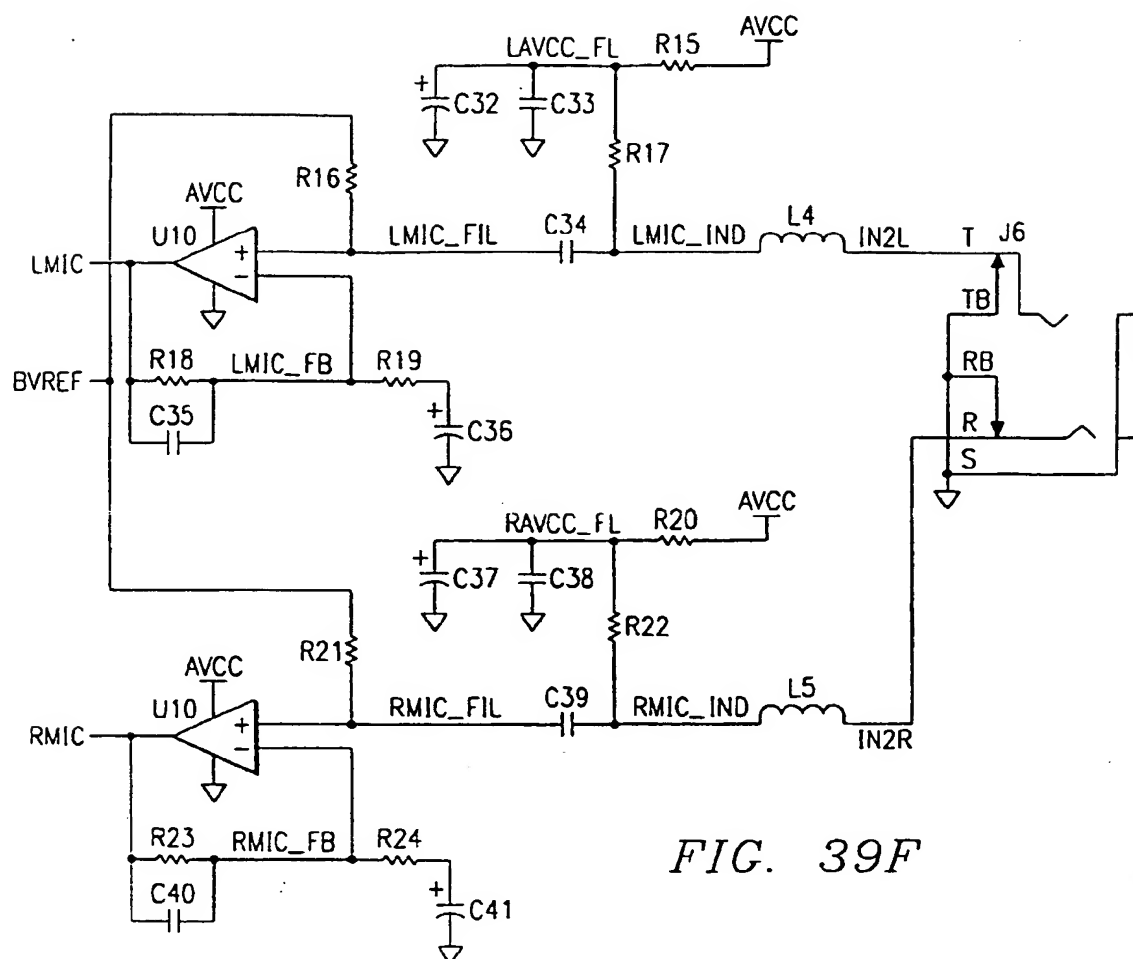 AVCC
LAVCC_FL R15
+ C32 C33
R17
R16
AVCC
U10
C34
L4
LMIC_FIL LMIC_IND IN2L T J6
LMIC
+
−
TB
R18 LMIC_FB R19
RB
BVREF
C35
+ C36
R
S
AVCC
RAVCC_FL R20
+ C37 C38
R22
R21
AVCC
U10
C39
L5
RMIC_FIL RMIC_IND
RMIC
+
−
IN2R
R23 RMIC_FB R24
C40
+ C41
FIG. 39F